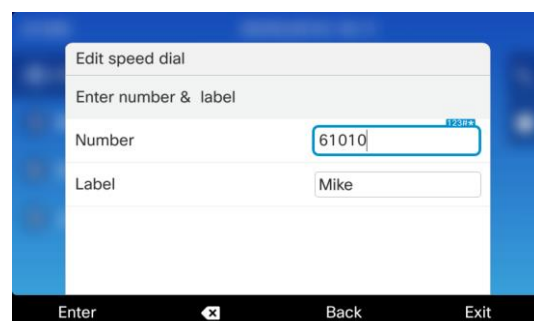 Edit speed dial
Enter number & label
123#*
Number 61010
Label Mike
Enter Back Exit